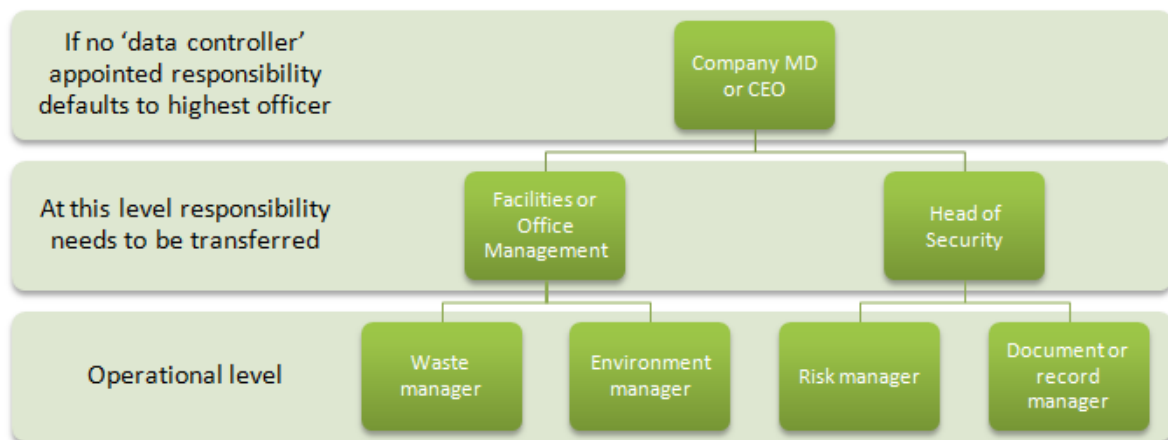 If no ‘data controller’
appointed responsibility
defaults to highest officer
Company MD
or CEO
At this level responsibility
needs to be transferred
Facilities or
Office
Management
Head of
Security
Operational level
Waste
manager
Environment
manager
Risk manager
Document or
record
manager